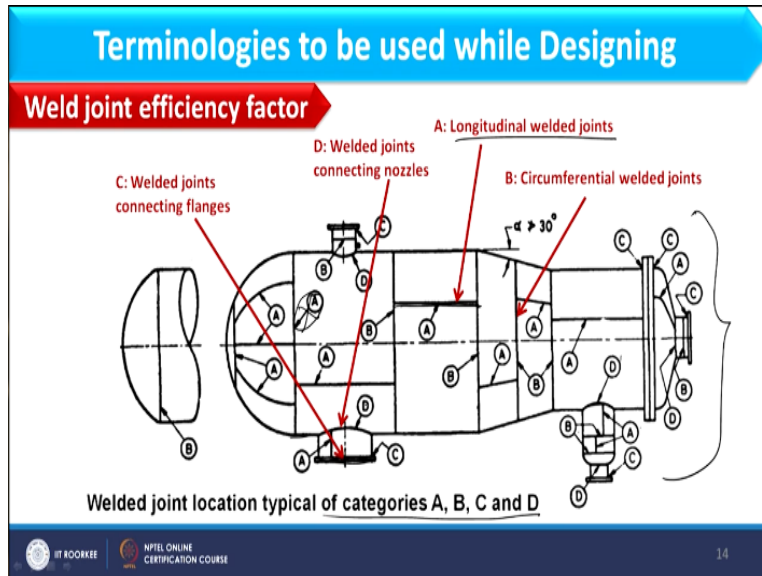 Terminologies to be used while Designing
Weld joint efficiency factor
A: Longitudinal welded joints
D: Welded joints
connecting nozzles
B: Circumferential welded joints
C: Welded joints
connecting flanges
α ≯ 30°
C
B
D
C
C
A
C
A
A
A
B
A
A
A
B
A
B
A
D
B
D
A
D
B
A
B
A
C
C
D
Welded joint location typical of categories A, B, C and D
IIT ROORKEE
NPTEL ONLINE
CERTIFICATION COURSE
14